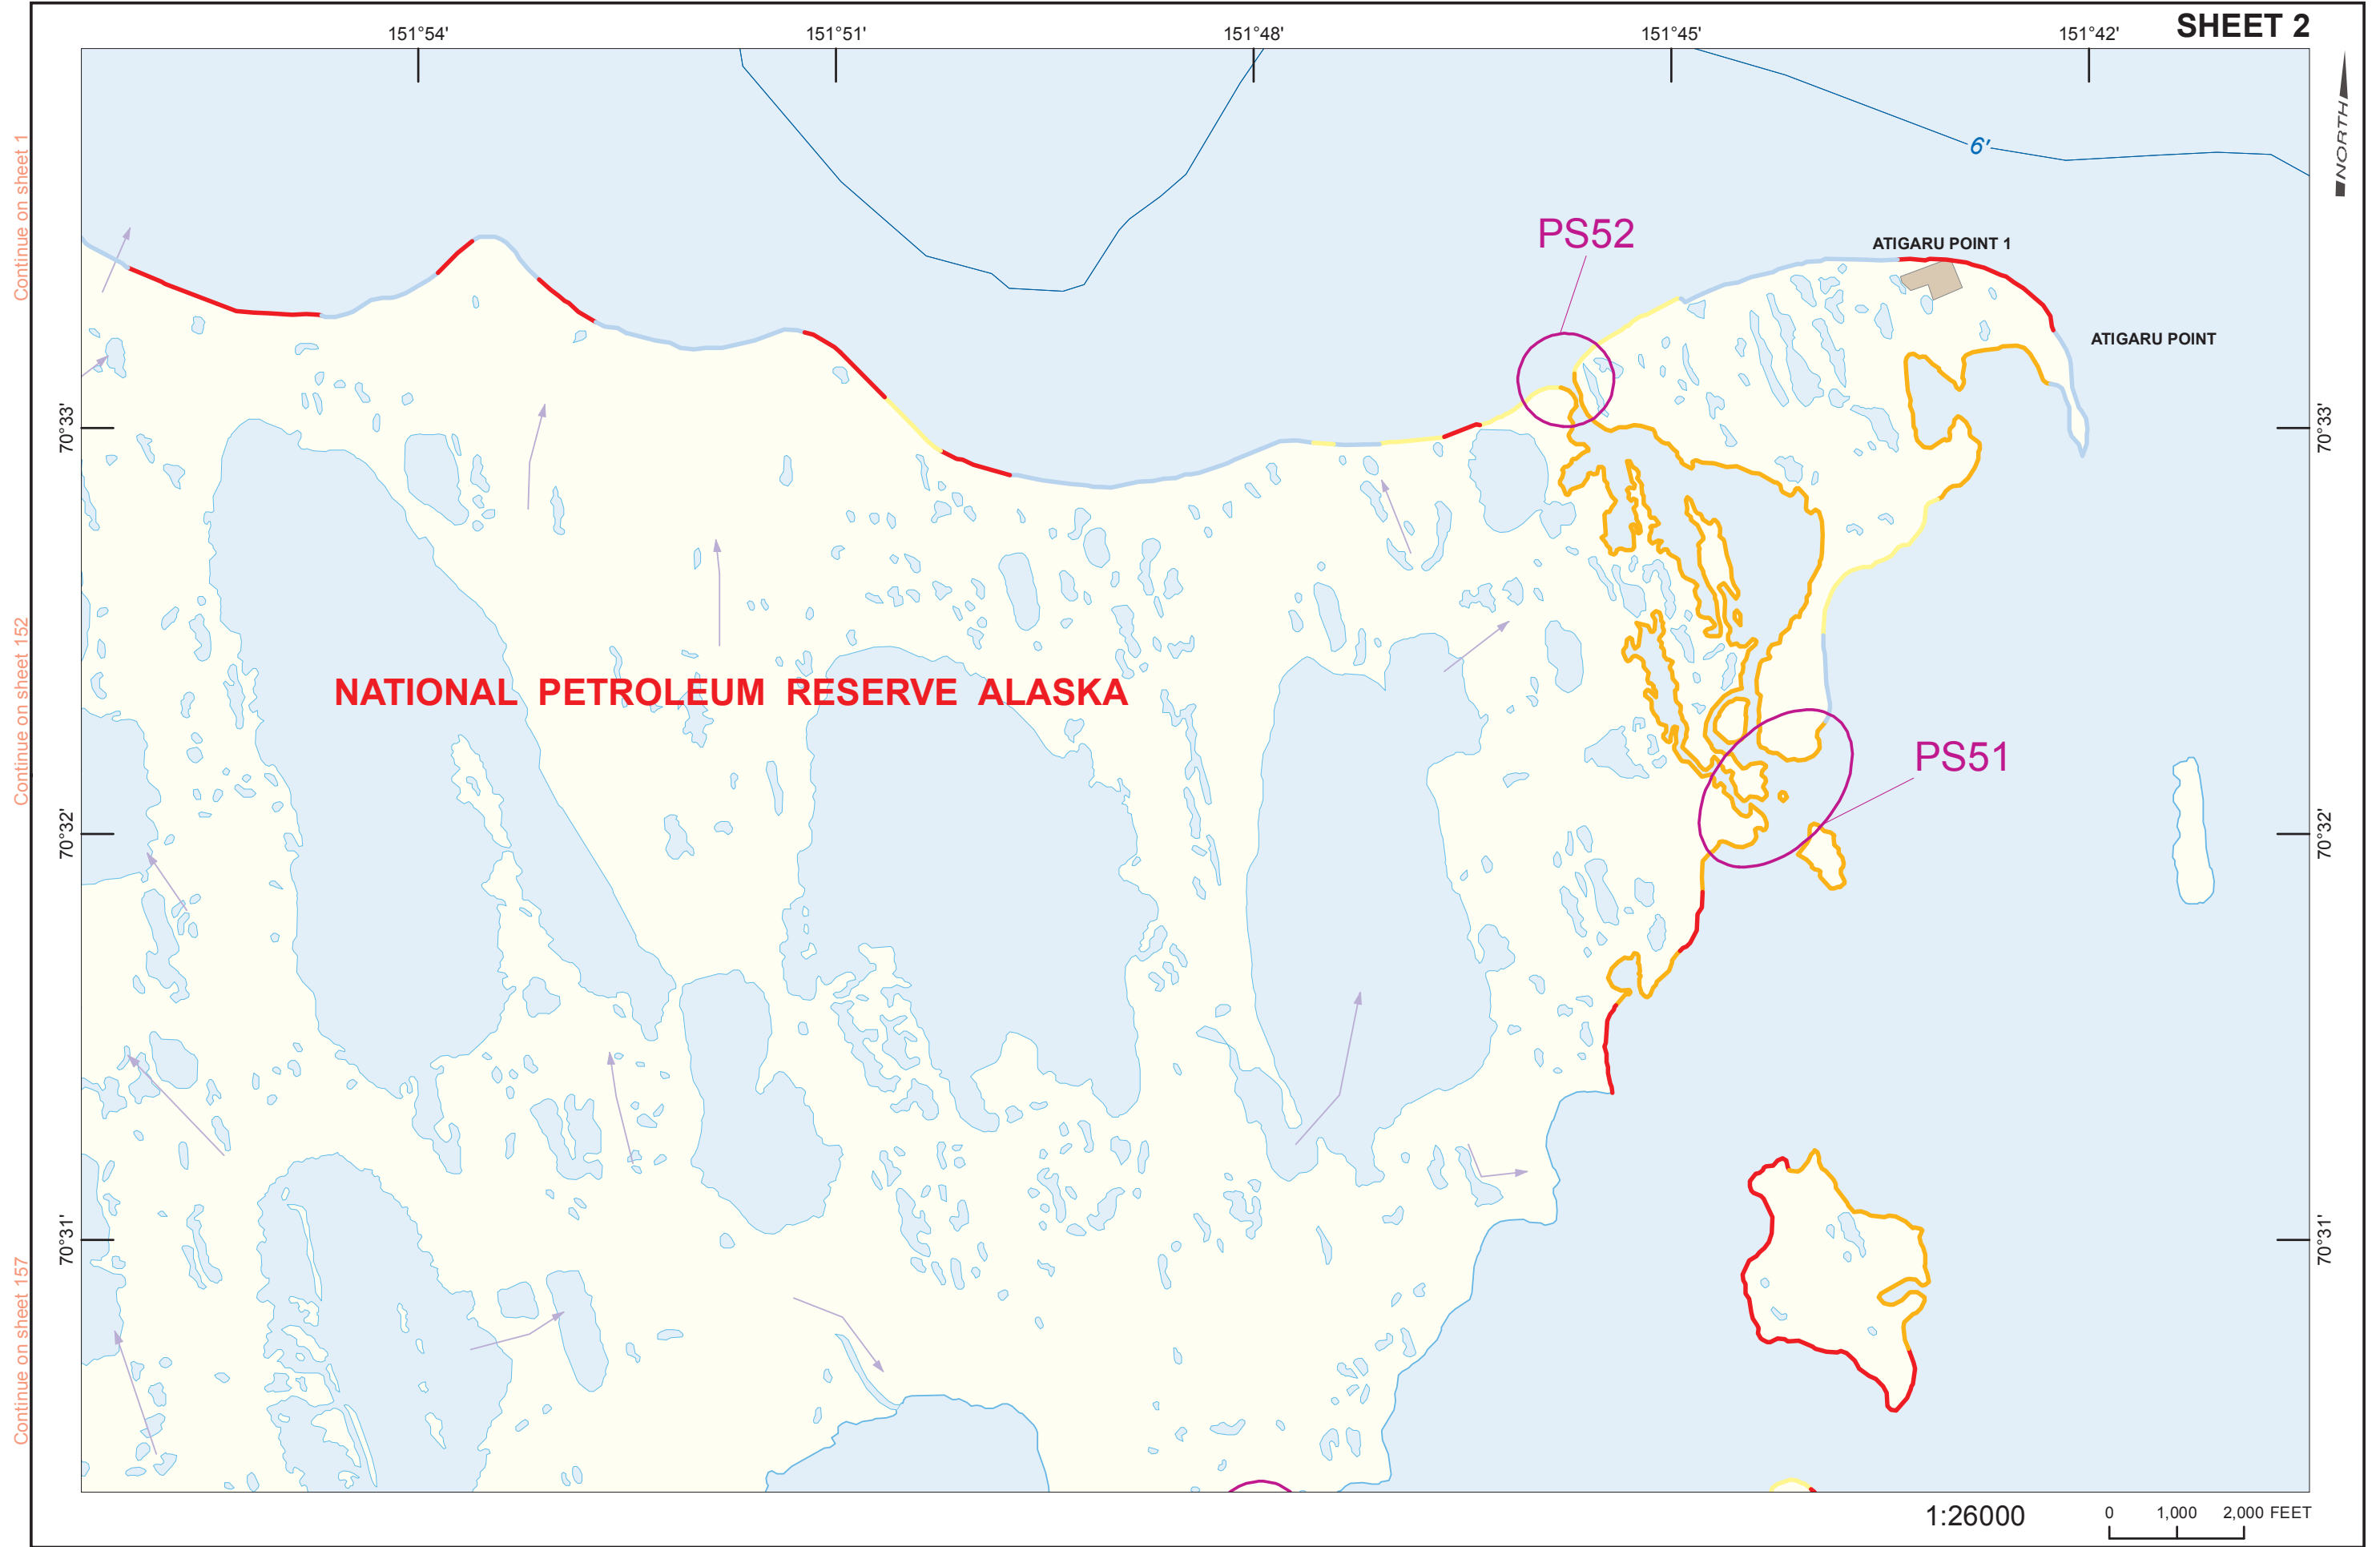 SHEET 2
151°54'
151°51'
151°48'
151°45'
151°42'
NORTH
6'
Continue on sheet 1
PS52
ATIGARU POINT 1
ATIGARU POINT
70°33'
70°33'
Continue on sheet 152
NATIONAL PETROLEUM RESERVE ALASKA
PS51
70°32'
70°32'
70°31'
70°31'
Continue on sheet 157
1:26000
0 1,000 2,000 FEET